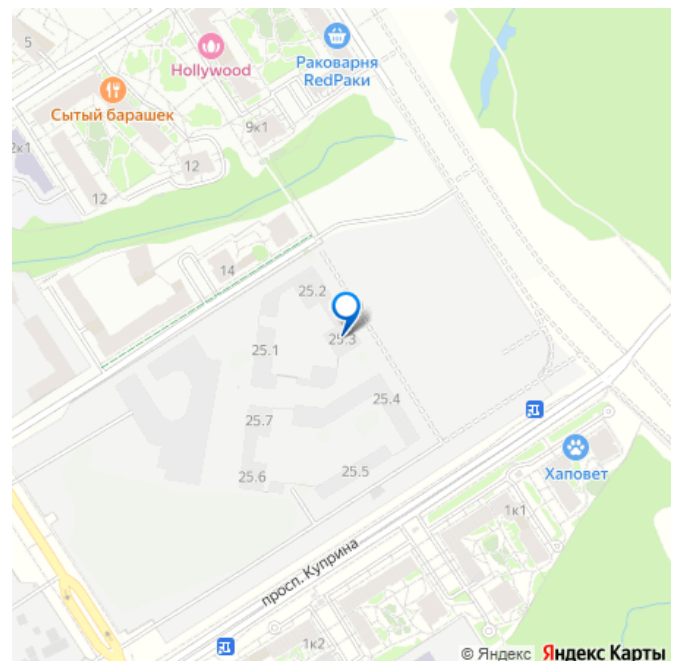 5
Hollywood
Раковарня
RedРаки
Сытый барашек
9к1
2к1
12
12
14
25.2
25.3
25.1
25.4
25.7
25.6
25.5
Хаповет
1к1
просп. Куприна
1к2
© Яндекс Яндекс Карты